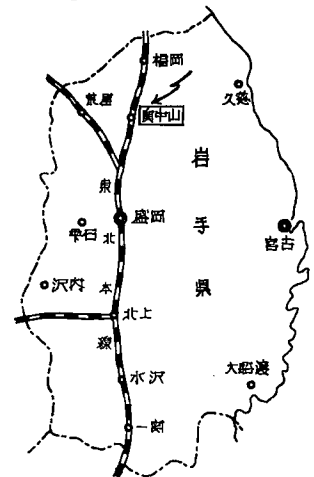 福岡
荒屋
久慈
奥中山
岩手県
盛岡
雫石
宮古
東北本線
沢内
北上
水沢
大船渡
一関